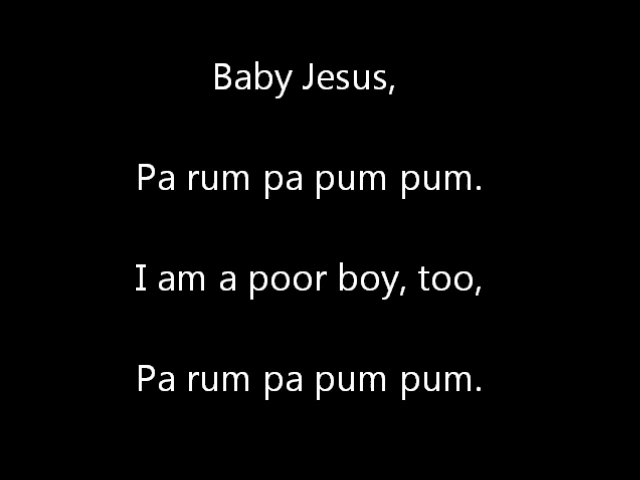 Baby Jesus,
Pa rum pa pum pum.
I am a poor boy, too,
Pa rum pa pum pum.